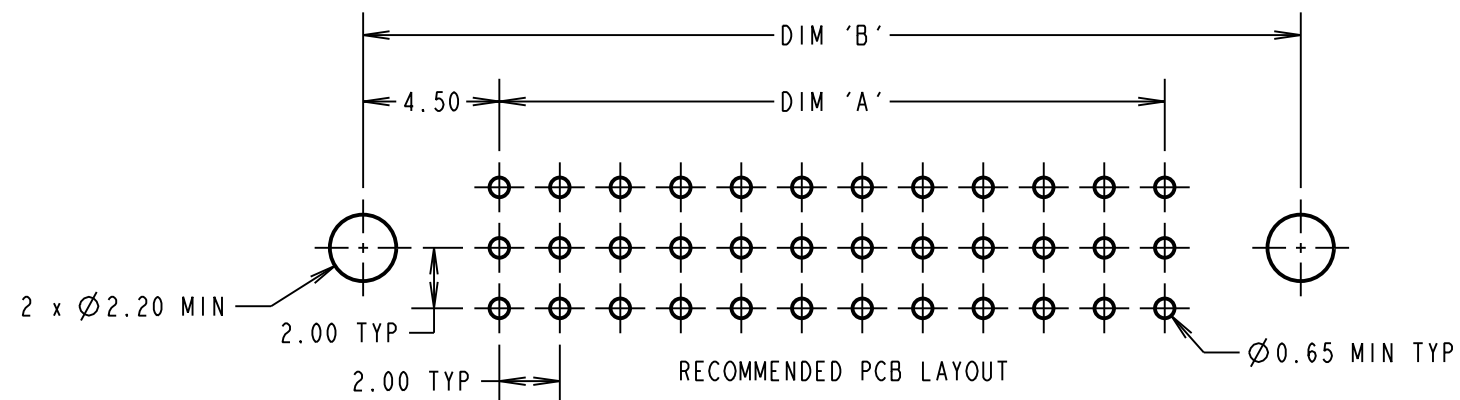 DIM 'B'
4.50
DIM 'A'
2 x Ø2.20 MIN
2.00 TYP
2.00 TYP
RECOMMENDED PCB LAYOUT
Ø0.65 MIN TYP